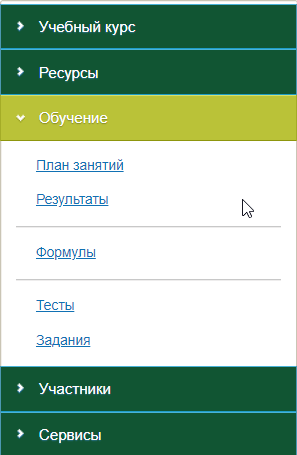 Учебный курс
Ресурсы
Обучение
План занятий
Результаты
Формулы
Тесты
Задания
Участники
Сервисы